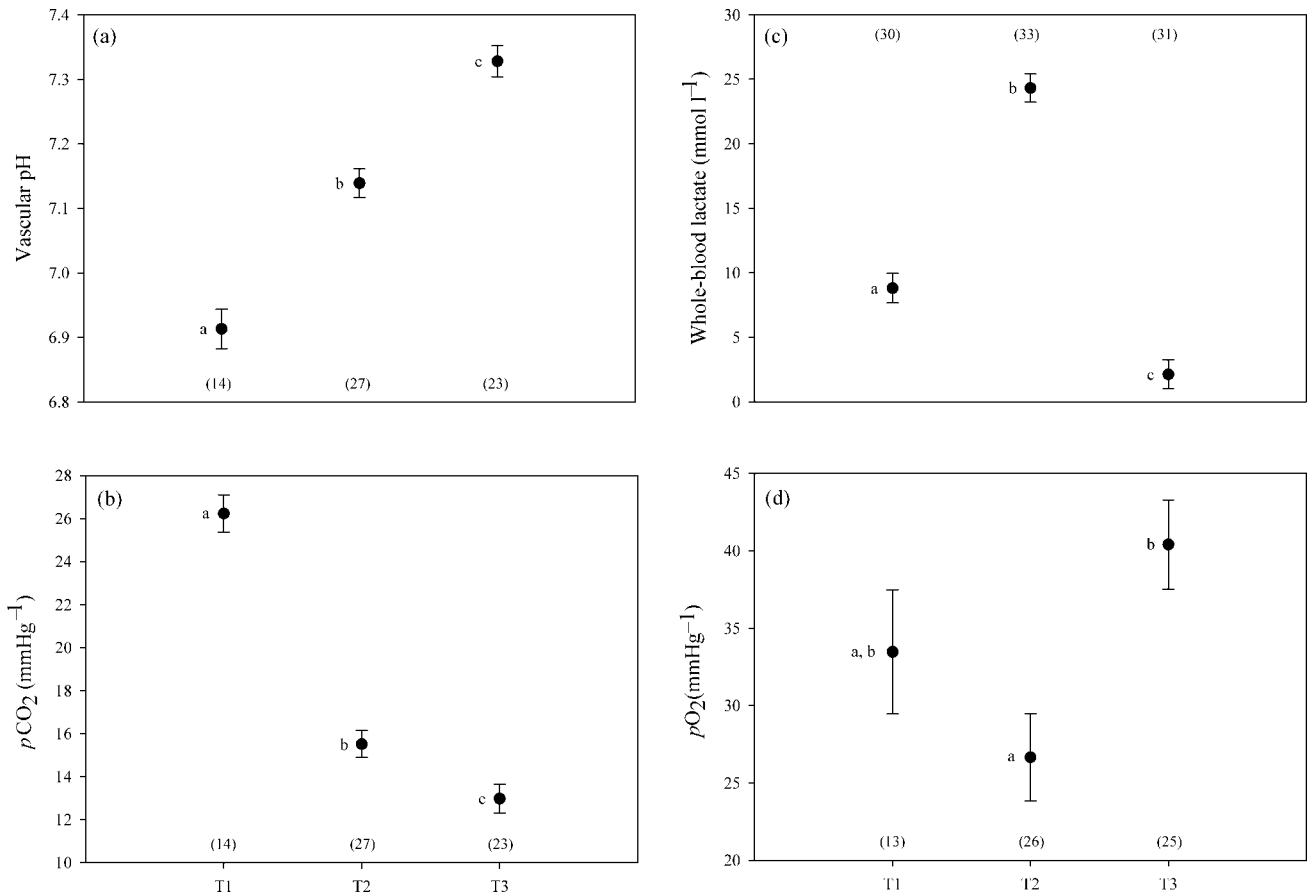 (a)
Vascular pH
7.4
7.3
7.2
7.1
7.0
6.9
6.8
a
b
c
(14)
(27)
(23)
(c)
Whole-blood lactate (mmol l⁻¹)
30
25
20
15
10
5
0
(30)
(33)
(31)
a
b
c
(b)
pCO₂ (mmHg⁻¹)
28
26
24
22
20
18
16
14
12
10
a
b
c
(14)
(27)
(23)
T1
T2
T3
(d)
pO₂(mmHg⁻¹)
45
40
35
30
25
20
a, b
a
b
(13)
(26)
(25)
T1
T2
T3